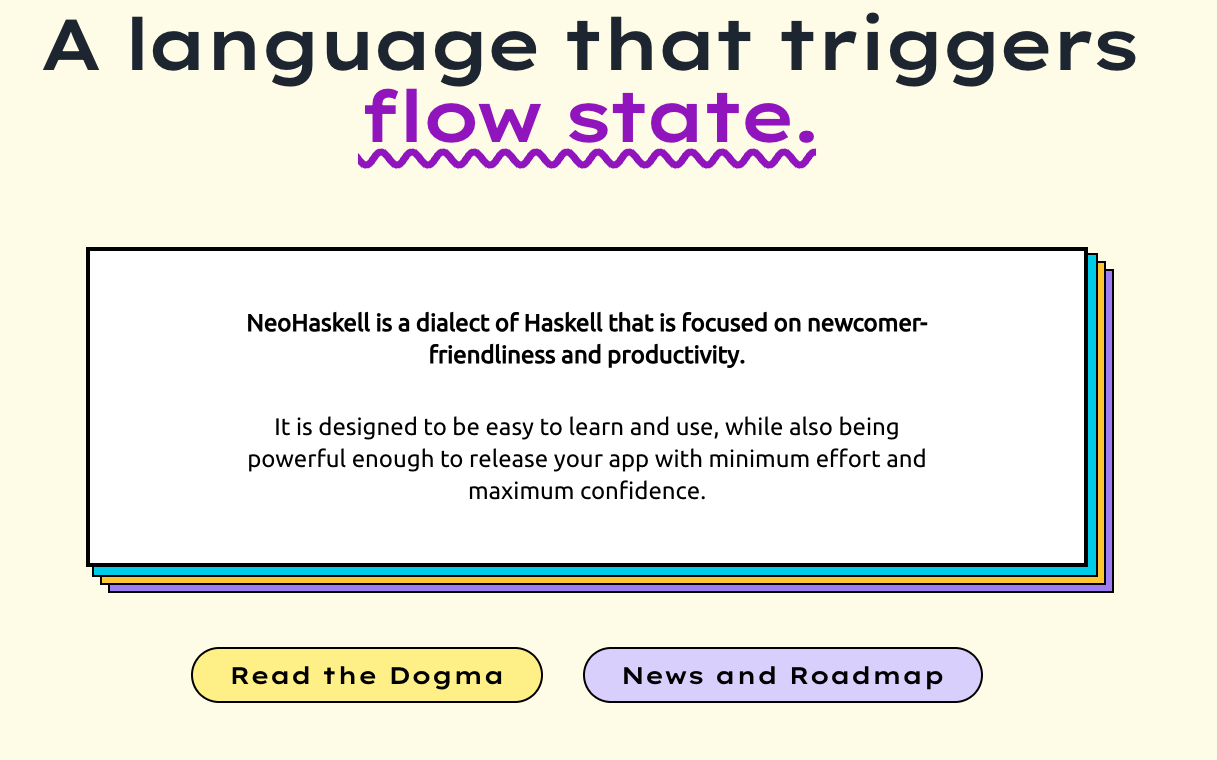 A language that triggers
flow state.
NeoHaskell is a dialect of Haskell that is focused on newcomer-
friendliness and productivity.
It is designed to be easy to learn and use, while also being
powerful enough to release your app with minimum effort and
maximum confidence.
Read the Dogma
News and Roadmap